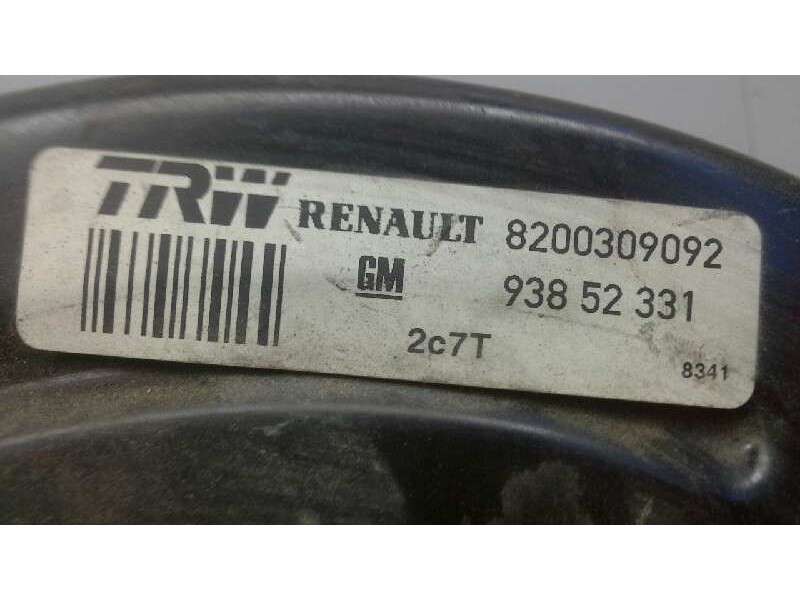 TRW RENAULT 8200309092
GM 938 52 331
2c7T 8341